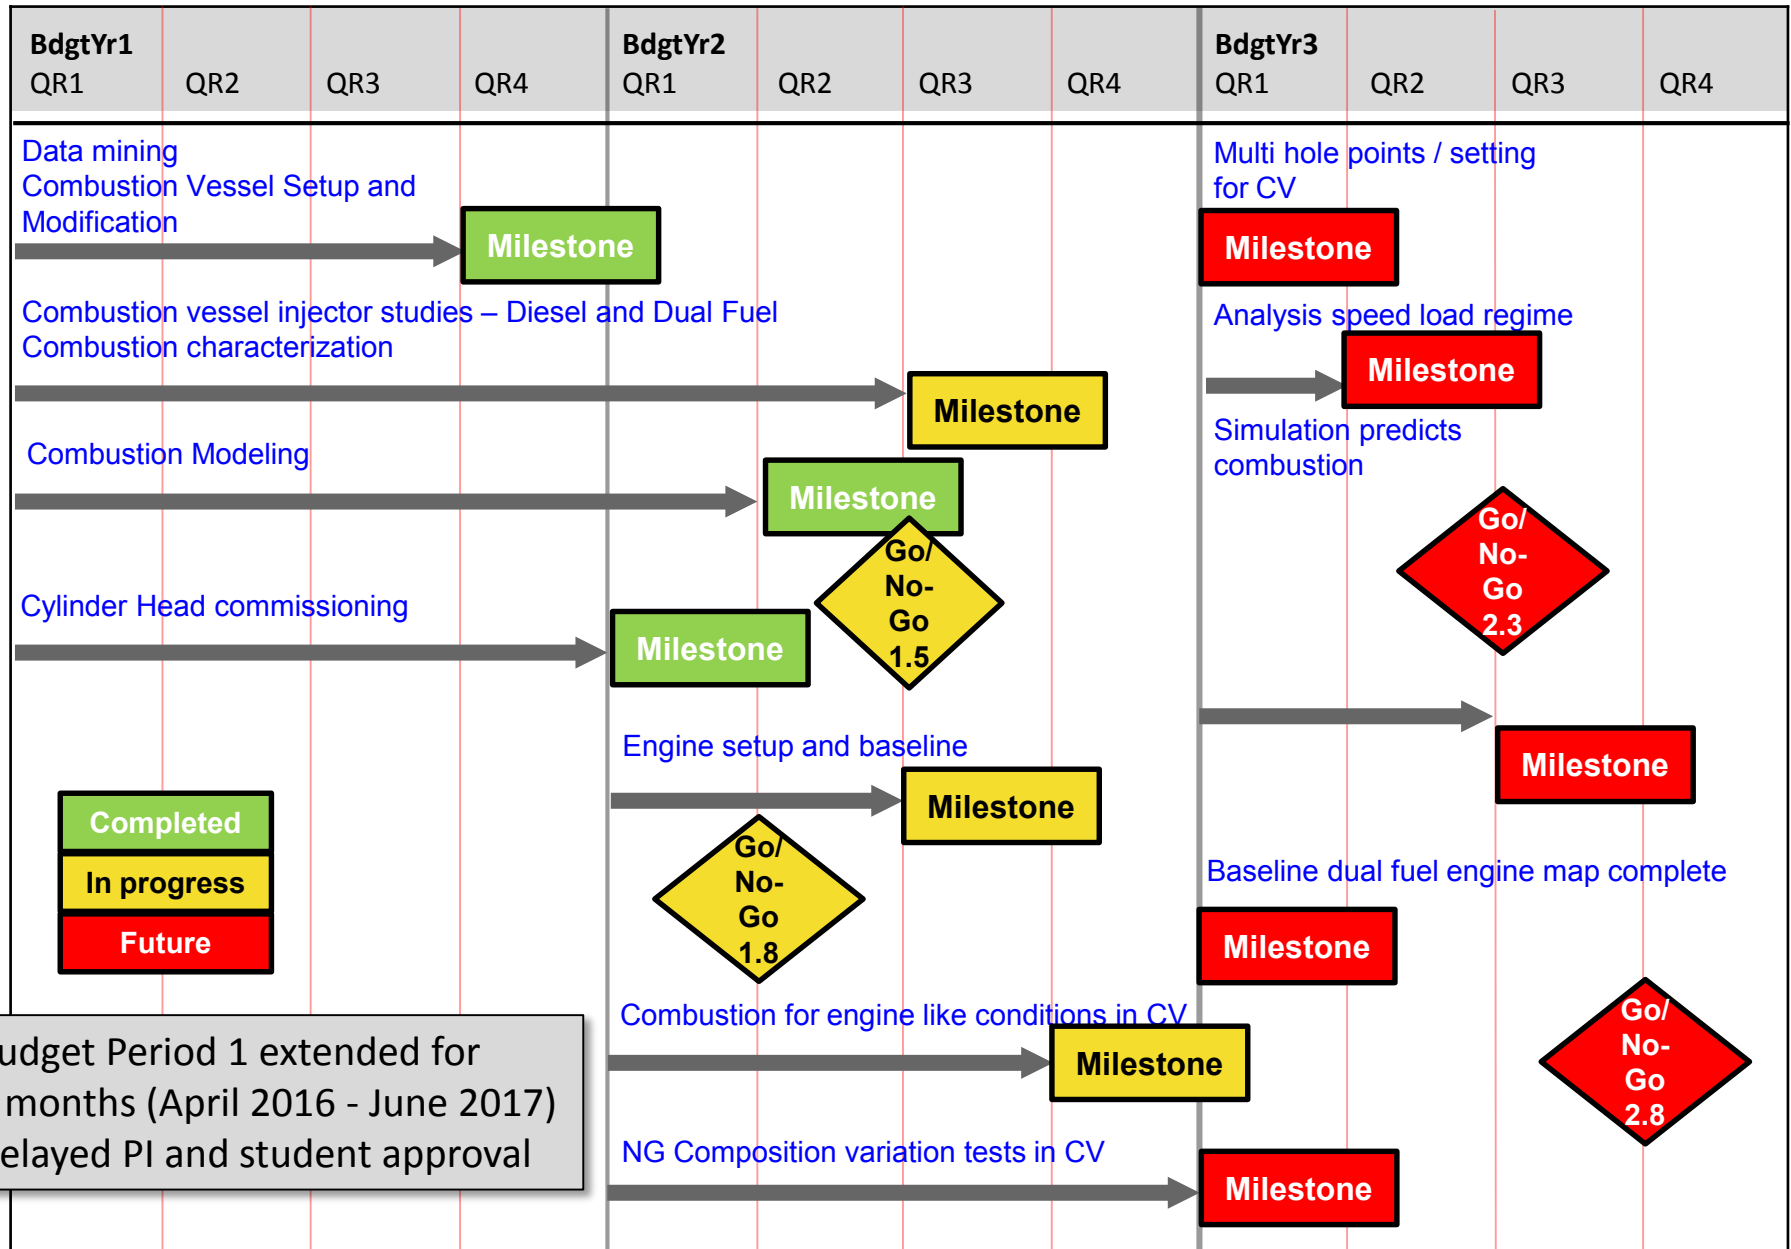 BdgtYr1
BdgtYr2
BdgtYr3
QR1 QR2 QR3 QR4 QR1 QR2 QR3 QR4 QR1 QR2 QR3 QR4
Data mining
Combustion Vessel Setup and
Modification
Milestone
Combustion vessel injector studies – Diesel and Dual Fuel
Combustion characterization
Milestone
Combustion Modeling
Milestone
Go/
No-
Go
1.5
Cylinder Head commissioning
Milestone
Engine setup and baseline
Milestone
Go/
No-
Go
1.8
Combustion for engine like conditions in CV
Milestone
NG Composition variation tests in CV
Milestone
Multi hole points / setting
for CV
Milestone
Analysis speed load regime
Milestone
Simulation predicts
combustion
Go/
No-
Go
2.3
Milestone
Baseline dual fuel engine map complete
Milestone
Go/
No-
Go
2.8
Completed
In progress
Future
udget Period 1 extended for
months (April 2016 - June 2017)
elayed PI and student approval